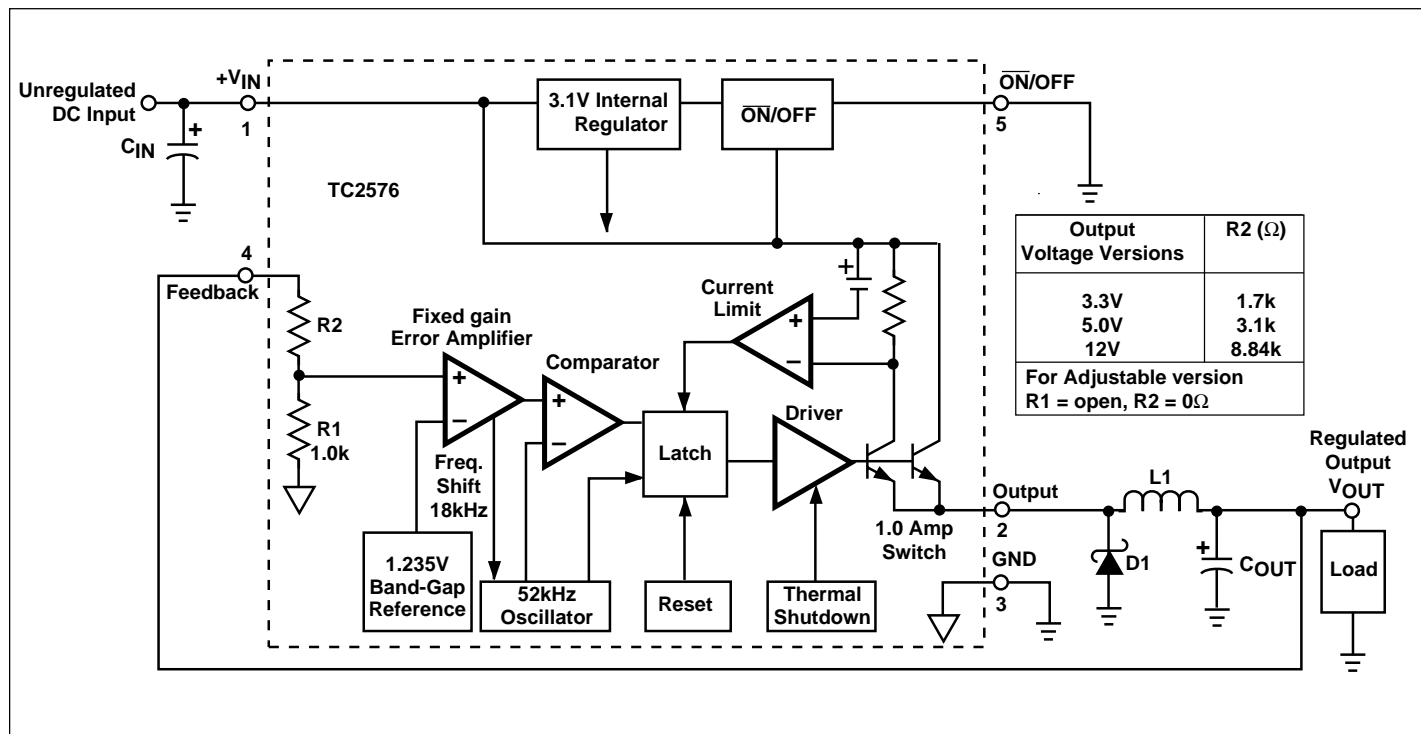 Unregulated
DC Input
+VIN
1
CIN
+
TC2576
3.1V Internal
Regulator
O̅N̅/OFF
O̅N̅/OFF
5
4
Feedback
R2
R1
1.0k
Fixed gain
Error Amplifier
+
−
Freq.
Shift
18kHz
Comparator
+
−
Current
Limit
+
+
−
Latch
Driver
1.235V
Band-Gap
Reference
52kHz
Oscillator
Reset
Thermal
Shutdown
1.0 Amp
Switch
Output
2
GND
3
Output
Voltage Versions
R2 (Ω)
3.3V
1.7k
5.0V
3.1k
12V
8.84k
For Adjustable version
R1 = open, R2 = 0Ω
L1
D1
+
COUT
Regulated
Output
VOUT
Load